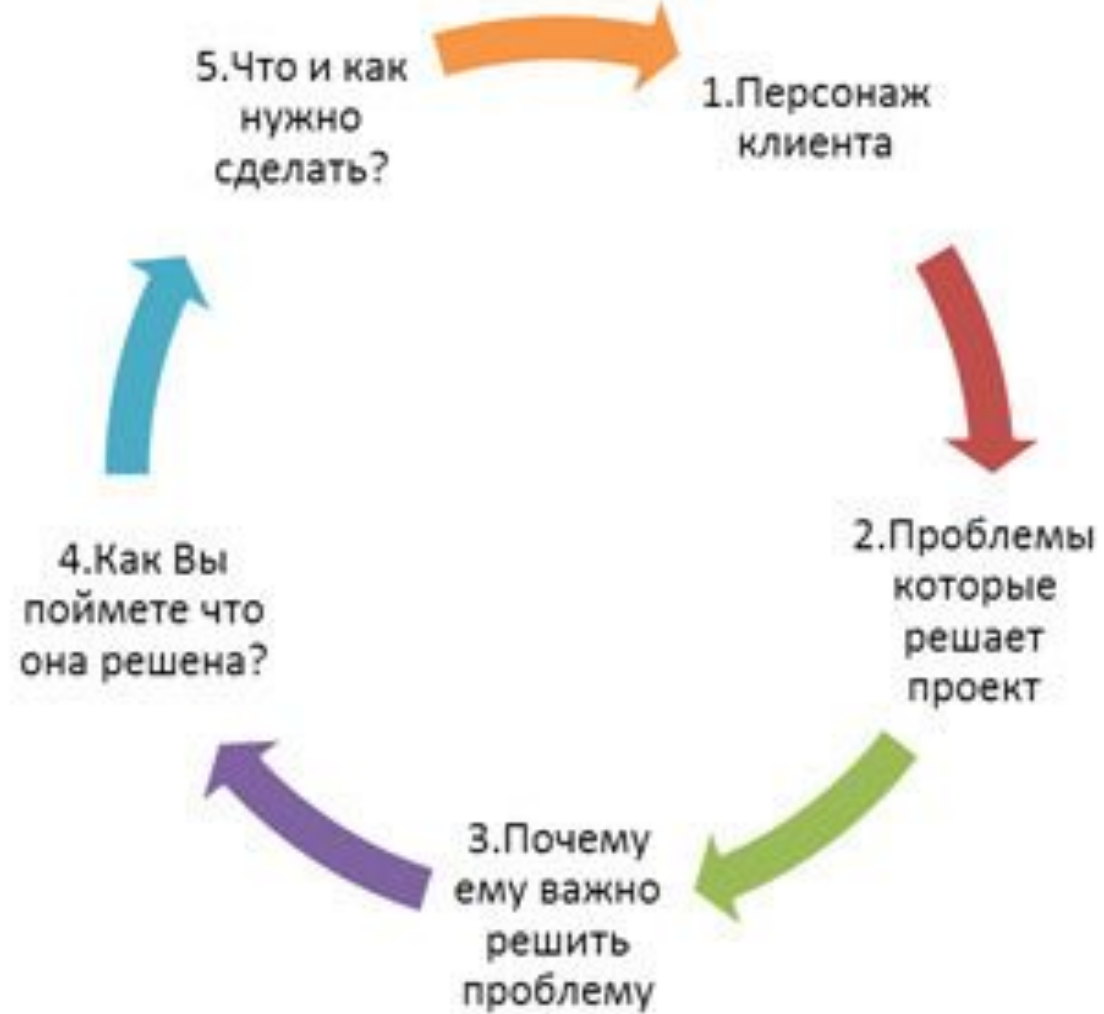 1.Персонаж
клиента
2.Проблемы
которые
решает
проект
3.Почему
ему важно
решить
проблему
4.Как Вы
поймете что
она решена?
5.Что и как
нужно
сделать?